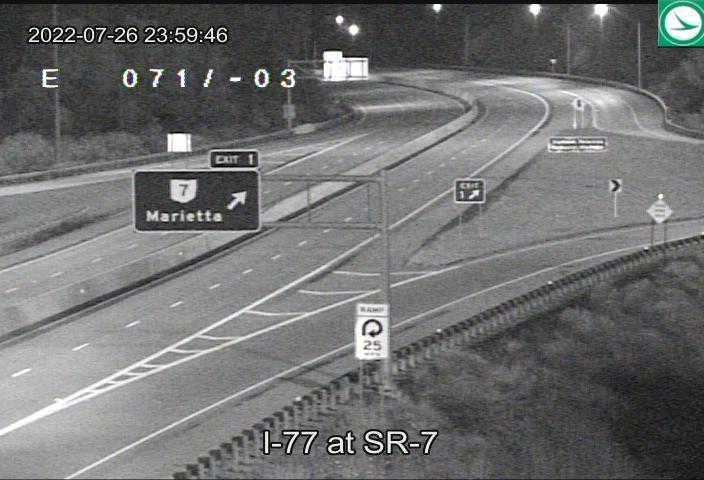 2022-07-26 23:59:46
E 071/-03
EXIT 1
7
Marietta
EXIT
1
RAMP
25
MPH
I-77 at SR-7